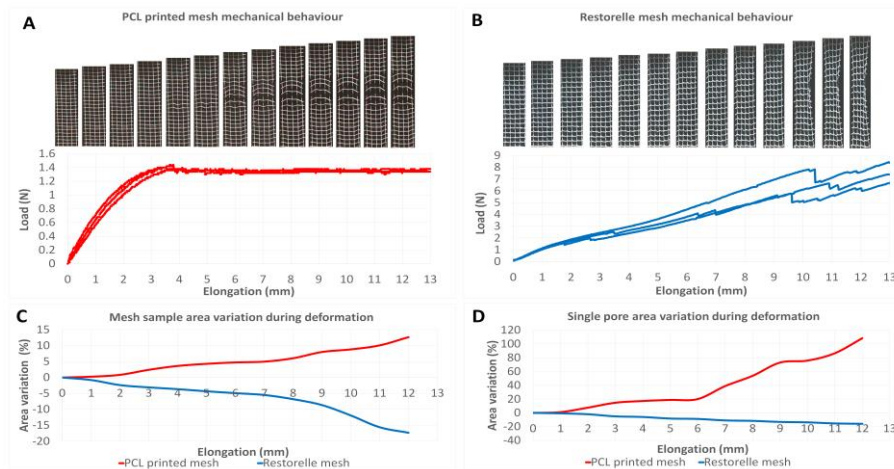 A
PCL printed mesh mechanical behaviour
1.6
1.4
1.2
1
0.8
0.6
0.4
0.2
0
Load (N)
0 1 2 3 4 5 6 7 8 9 10 11 12 13
Elongation (mm)
B
Restorelle mesh mechanical behaviour
9
8
7
6
5
4
3
2
1
0
Load (N)
0 1 2 3 4 5 6 7 8 9 10 11 12 13
Elongation (mm)
C
Mesh sample area variation during deformation
15
10
5
0
-5
-10
-15
-20
Area variation (%)
0 1 2 3 4 5 6 7 8 9 10 11 12 13
Elongation (mm)
PCL printed mesh Restorelle mesh
D
Single pore area variation during deformation
120
100
80
60
40
20
0
-20
-40
Area variation (%)
0 1 2 3 4 5 6 7 8 9 10 11 12 13
Elongation (mm)
PCL printed mesh Restorelle mesh